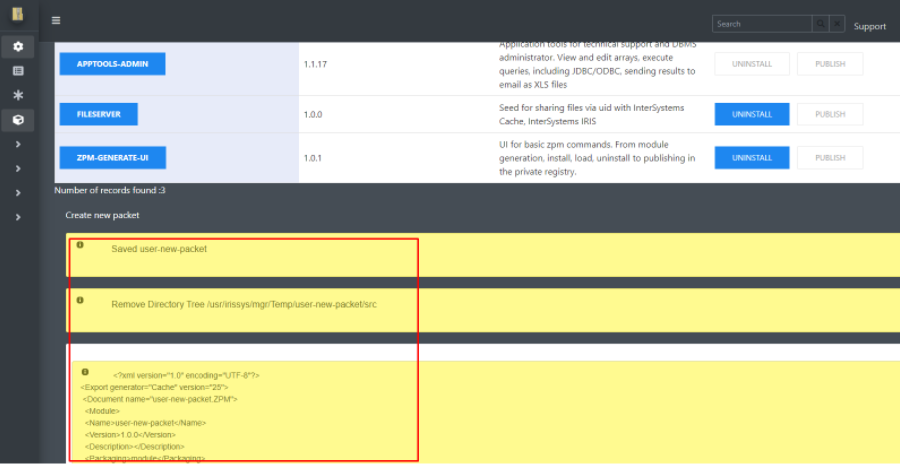 Search
Support
Application tools for technical support and DBMS
APPTOOLS-ADMIN
1.1.17
administrator. View and edit arrays, execute
queries, including JDBC/ODBC, sending results to
email as XLS files
UNINSTALL
PUBLISH
FILESERVER
1.0.0
Seed for sharing files via uid with InterSystems
Cache, InterSystems IRIS
UNINSTALL
PUBLISH
ZPM-GENERATE-UI
1.0.1
UI for basic zpm commands. From module
generation, install, load, uninstall to publishing in
the private registry.
UNINSTALL
PUBLISH
Number of records found :3
Create new packet
Saved user-new-packet
Remove Directory Tree /usr/irissys/mgr/Temp/user-new-packet/src
<?xml version="1.0" encoding="UTF-8"?>
<Export generator="Cache" version="25">
<Document name="user-new-packet.ZPM">
<Module>
<Name>user-new-packet</Name>
<Version>1.0.0</Version>
<Description></Description>
<Packaging>module</Packaging>